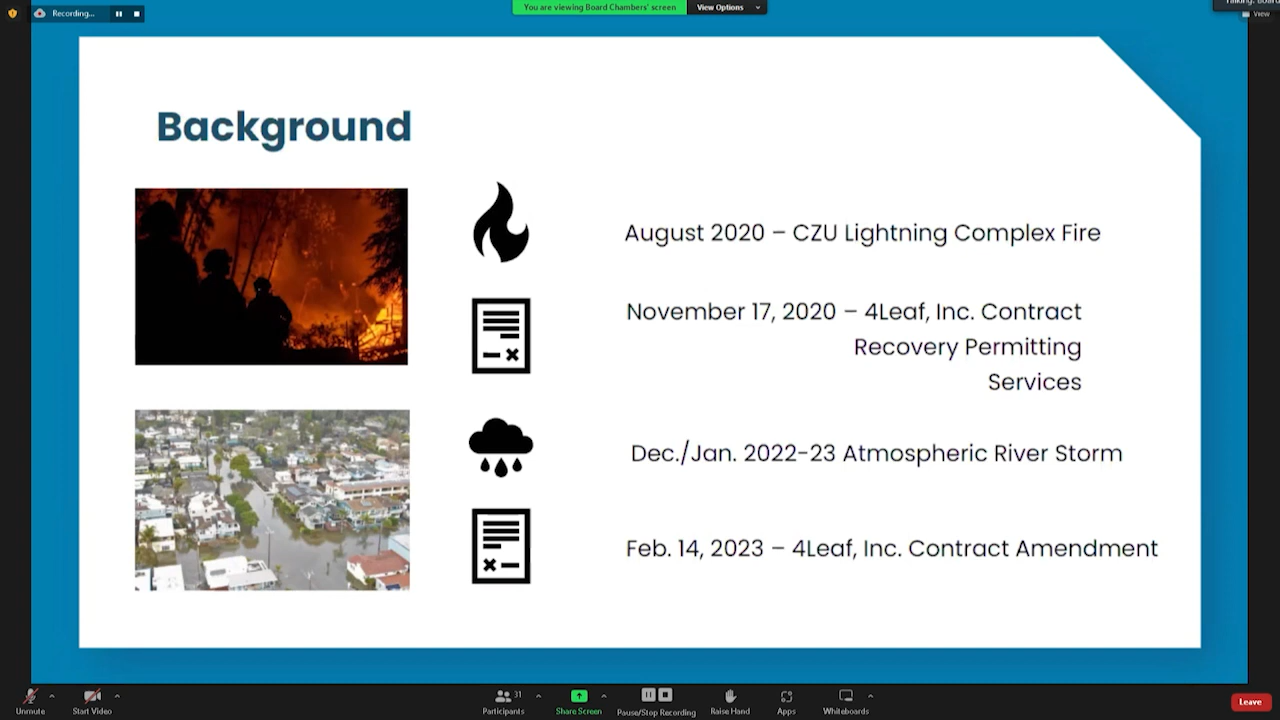 Recording...
You are viewing Board Chambers' screen
View Options
View
Background
August 2020 – CZU Lightning Complex Fire
November 17, 2020 – 4Leaf, Inc. Contract
Recovery Permitting
Services
Dec./Jan. 2022-23 Atmospheric River Storm
Feb. 14, 2023 – 4Leaf, Inc. Contract Amendment
Unmute
Start Video
31
Participants
Share Screen
Pause/Stop Recording
Raise Hand
Apps
Whiteboards
Leave